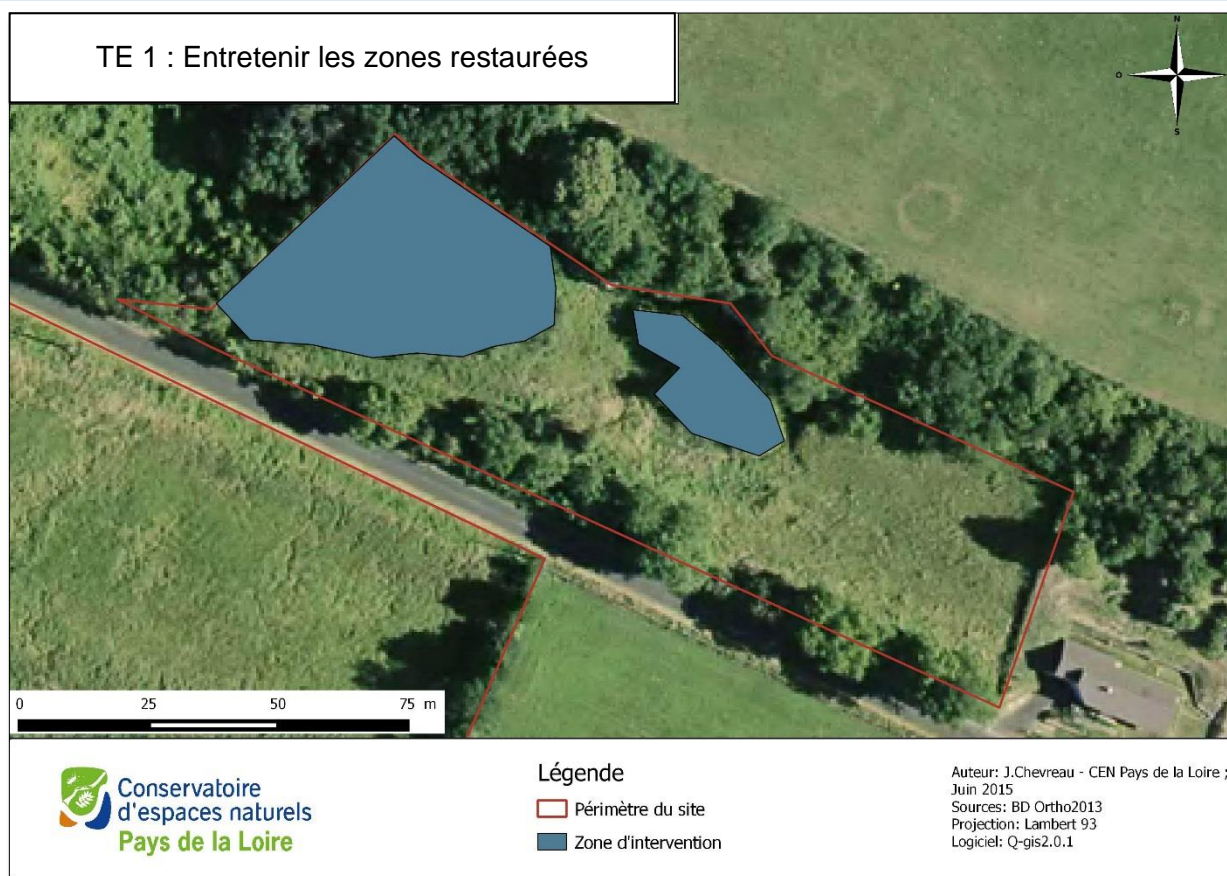 TE 1 : Entretenir les zones restaurées
N
O
S
0 25 50 75 m
Conservatoire
d'espaces naturels
Pays de la Loire
Légende
Périmètre du site
Zone d'intervention
Auteur: J.Chevreau - CEN Pays de la Loire ;
Juin 2015
Sources: BD Ortho2013
Projection: Lambert 93
Logiciel: Q-gis2.0.1